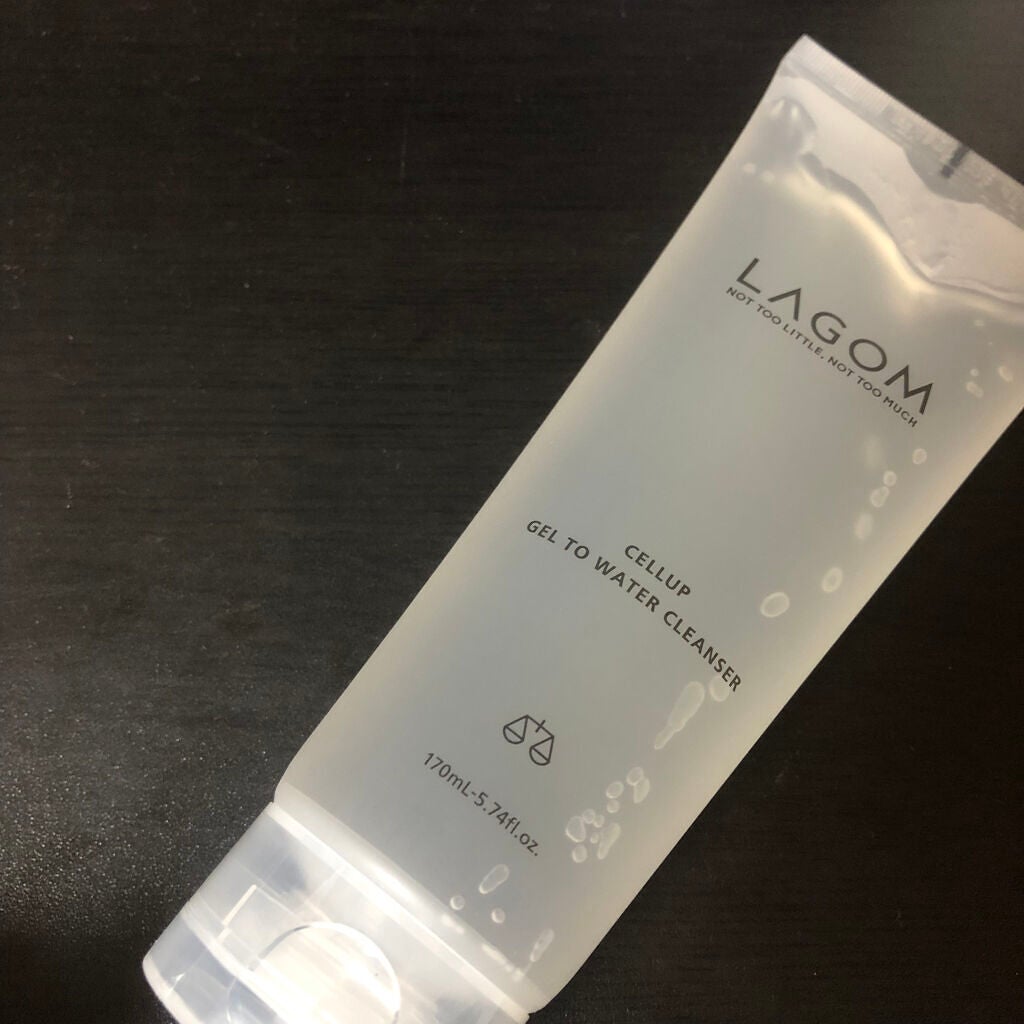 LAGOM
NOT TOO LITTLE, NOT TOO MUCH
CELLUP
GEL TO WATER CLEANSER
170mL-5.74fl.oz.